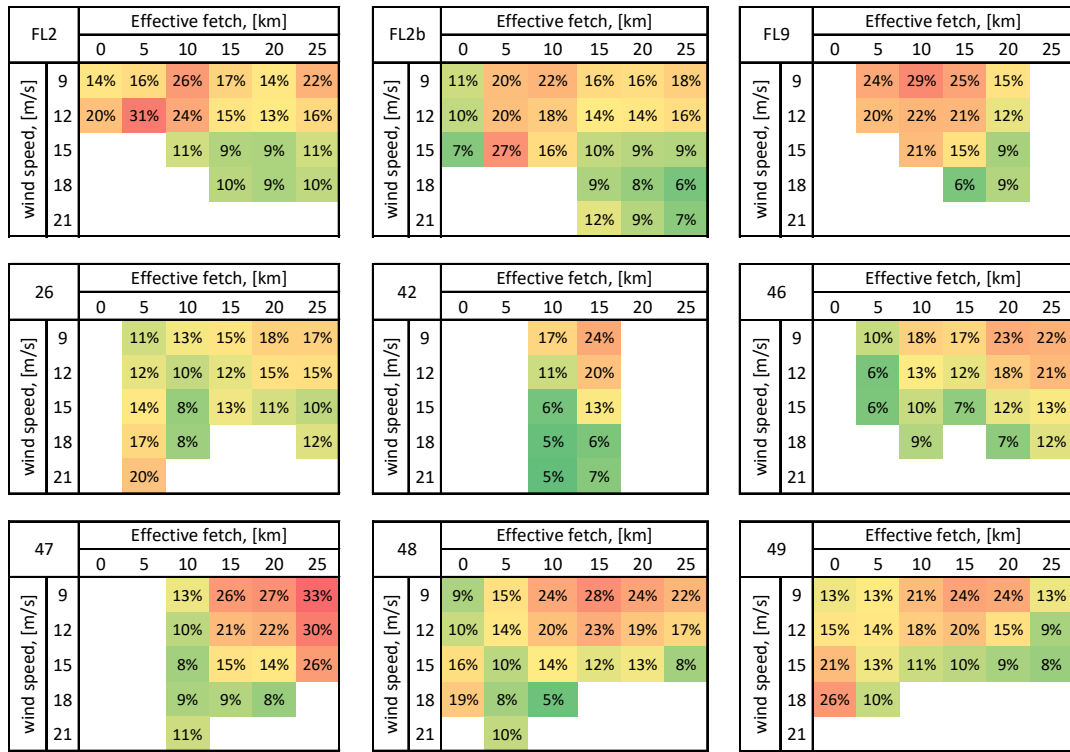 FL2 Effective fetch, [km]
0 5 10 15 20 25
wind speed, [m/s]
9 14% 16% 26% 17% 14% 22%
12 20% 31% 24% 15% 13% 16%
15 11% 9% 9% 11%
18 10% 9% 10%
21
FL2b Effective fetch, [km]
0 5 10 15 20 25
wind speed, [m/s]
9 11% 20% 22% 16% 16% 18%
12 10% 20% 18% 14% 14% 16%
15 7% 27% 16% 10% 9% 9%
18 9% 8% 6%
21 12% 9% 7%
FL9 Effective fetch, [km]
0 5 10 15 20 25
wind speed, [m/s]
9 24% 29% 25% 15%
12 20% 22% 21% 12%
15 21% 15% 9%
18 6% 9%
21
26 Effective fetch, [km]
0 5 10 15 20 25
wind speed, [m/s]
9 11% 13% 15% 18% 17%
12 12% 10% 12% 15% 15%
15 14% 8% 13% 11% 10%
18 17% 8% 12%
21 20%
42 Effective fetch, [km]
0 5 10 15 20 25
wind speed, [m/s]
9 17% 24%
12 11% 20%
15 6% 13%
18 5% 6%
21 5% 7%
46 Effective fetch, [km]
0 5 10 15 20 25
wind speed, [m/s]
9 10% 18% 17% 23% 22%
12 6% 13% 12% 18% 21%
15 6% 10% 7% 12% 13%
18 9% 7% 12%
21
47 Effective fetch, [km]
0 5 10 15 20 25
wind speed, [m/s]
9 13% 26% 27% 33%
12 10% 21% 22% 30%
15 8% 15% 14% 26%
18 9% 9% 8%
21 11%
48 Effective fetch, [km]
0 5 10 15 20 25
wind speed, [m/s]
9 9% 15% 24% 28% 24% 22%
12 10% 14% 20% 23% 19% 17%
15 16% 10% 14% 12% 13% 8%
18 19% 8% 5%
21 10%
49 Effective fetch, [km]
0 5 10 15 20 25
wind speed, [m/s]
9 13% 13% 21% 24% 24% 13%
12 15% 14% 18% 20% 15% 9%
15 21% 13% 11% 10% 9% 8%
18 26% 10%
21